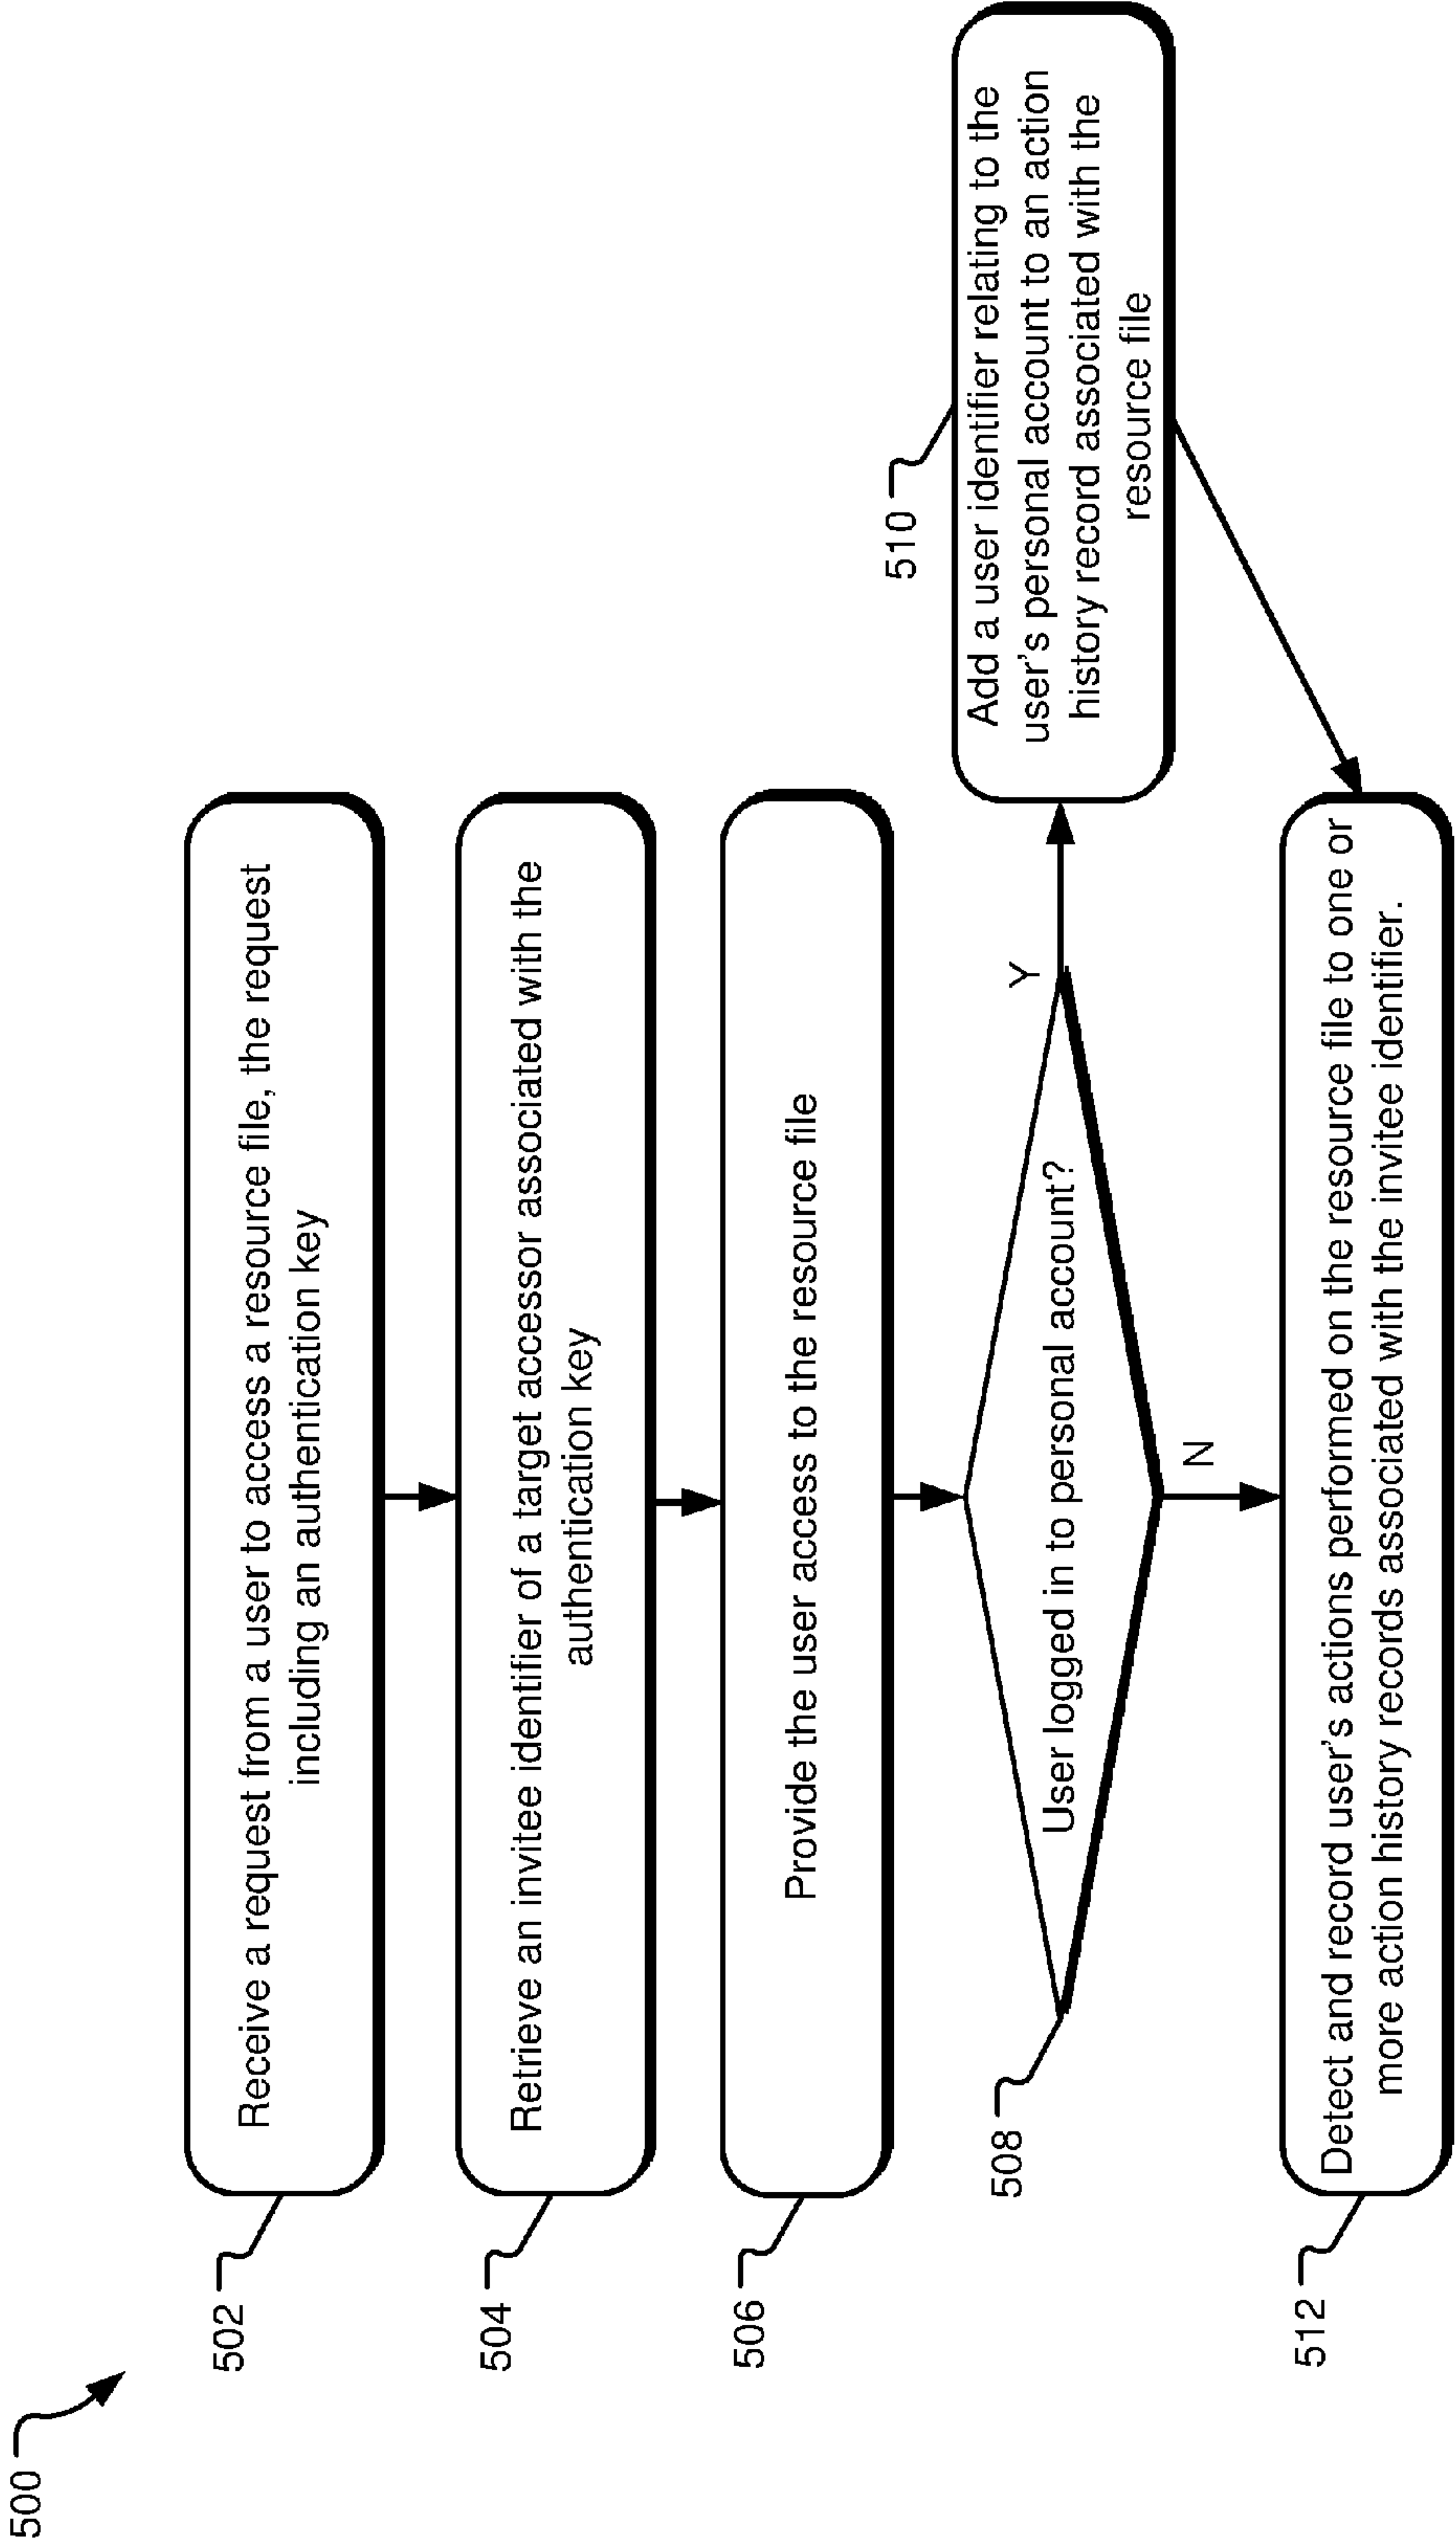 500
502
Receive a request from a user to access a resource file, the request
including an authentication key
504
Retrieve an invitee identifier of a target accessor associated with the
authentication key
506
Provide the user access to the resource file
508
User logged in to personal account?
Y
N
510
Add a user identifier relating to the
user's personal account to an action
history record associated with the
resource file
512
Detect and record user's actions performed on the resource file to one or
more action history records associated with the invitee identifier.